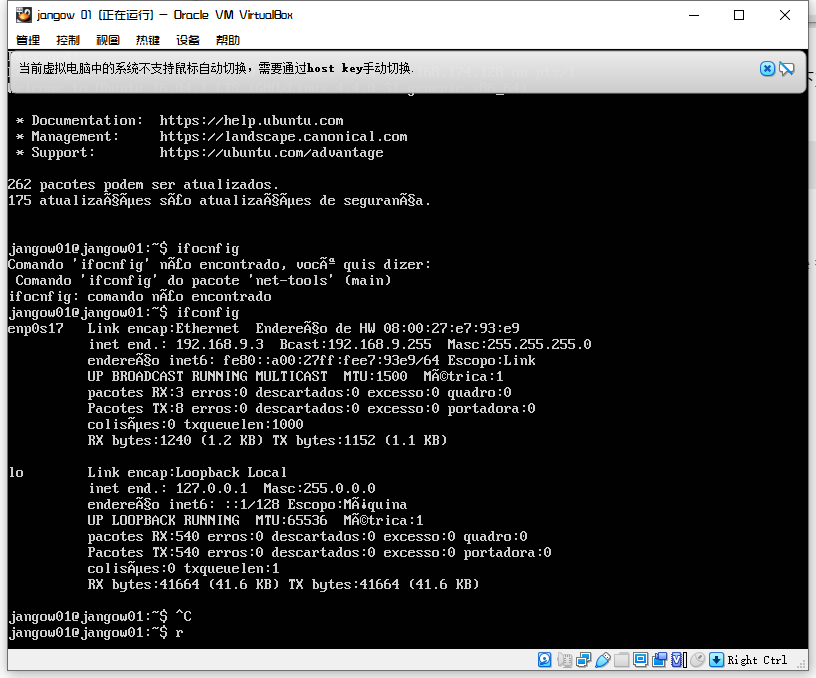 jangow 01 [正在运行] - Oracle VM VirtualBox
管理 控制 视图 热键 设备 帮助
当前虚拟电脑中的系统不支持鼠标自动切换，需要通过host key手动切换.
* Documentation: https://help.ubuntu.com
* Management: https://landscape.canonical.com
* Support: https://ubuntu.com/advantage
262 pacotes podem ser atualizados.
175 atualizaÃ§Ãµes sÃ£o atualizaÃ§Ãµes de seguranÃ§a.
jangow01@jangow01:~$ ifocnfig
Comando 'ifocnfig' nÃ£o encontrado, vocÃª quis dizer:
Comando 'ifconfig' do pacote 'net-tools' (main)
ifocnfig: comando nÃ£o encontrado
jangow01@jangow01:~$ ifconfig
enp0s17 Link encap:Ethernet EndereÃ§o de HW 08:00:27:e7:93:e9
inet end.: 192.168.9.3 Bcast:192.168.9.255 Masc:255.255.255.0
endereÃ§o inet6: fe80::a00:27ff:fee7:93e9/64 Escopo:Link
UP BROADCAST RUNNING MULTICAST MTU:1500 MÃ©trica:1
pacotes RX:3 erros:0 descartados:0 excesso:0 quadro:0
Pacotes TX:8 erros:0 descartados:0 excesso:0 portadora:0
colisÃµes:0 txqueuelen:1000
RX bytes:1240 (1.2 KB) TX bytes:1152 (1.1 KB)
lo Link encap:Loopback Local
inet end.: 127.0.0.1 Masc:255.0.0.0
endereÃ§o inet6: ::1/128 Escopo:MÃ¡quina
UP LOOPBACK RUNNING MTU:65536 MÃ©trica:1
pacotes RX:540 erros:0 descartados:0 excesso:0 quadro:0
Pacotes TX:540 erros:0 descartados:0 excesso:0 portadora:0
colisÃµes:0 txqueuelen:1
RX bytes:41664 (41.6 KB) TX bytes:41664 (41.6 KB)
jangow01@jangow01:~$ ^C
jangow01@jangow01:~$ r
Right Ctrl